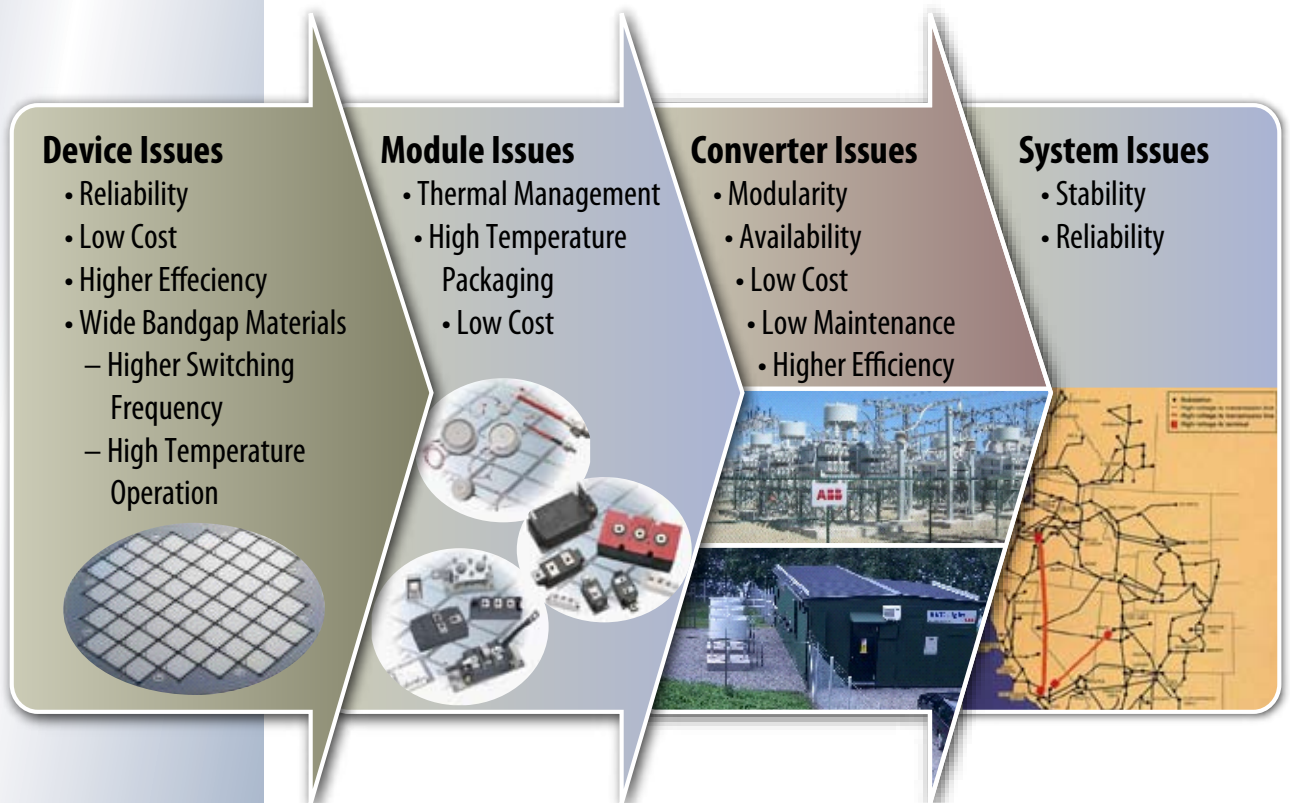 Device Issues
• Reliability
• Low Cost
• Higher Effeciency
• Wide Bandgap Materials
– Higher Switching
Frequency
– High Temperature
Operation
Module Issues
• Thermal Management
• High Temperature
Packaging
• Low Cost
Converter Issues
• Modularity
• Availability
• Low Cost
• Low Maintenance
• Higher Efficiency
ABB
System Issues
• Stability
• Reliability